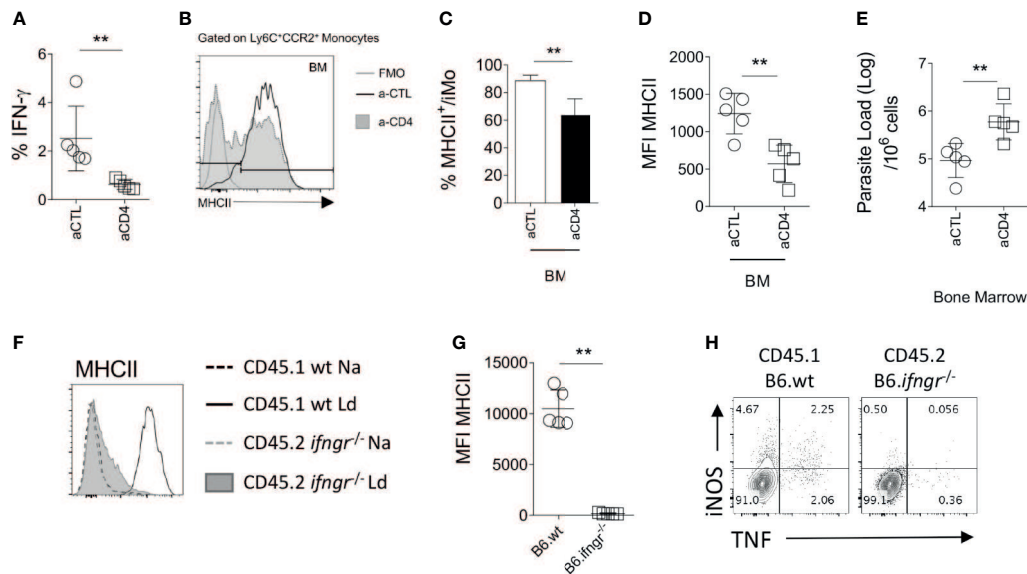 A
**
% IFN-γ
6
4
2
0
aCTL
aCD4
B
Gated on Ly6C⁺CCR2⁺ Monocytes
BM
FMO
a-CTL
a-CD4
MHCII
C
**
% MHCII⁺/iMo
100
80
60
40
20
0
aCTL
aCD4
BM
D
**
MFI MHCII
2000
1500
1000
500
0
aCTL
aCD4
BM
E
**
Parasite Load (Log)
/10⁶ cells
7
6
5
4
aCTL
aCD4
Bone Marrow
F
MHCII
CD45.1 wt Na
CD45.1 wt Ld
CD45.2 ifngr⁻/⁻ Na
CD45.2 ifngr⁻/⁻ Ld
G
**
MFI MHCII
15000
10000
5000
0
B6.wt
B6.ifngr⁻/⁻
H
CD45.1
B6.wt
CD45.2
B6.ifngr⁻/⁻
4.67
2.25
0.50
0.056
91.0
2.06
99.1
0.36
iNOS
TNF